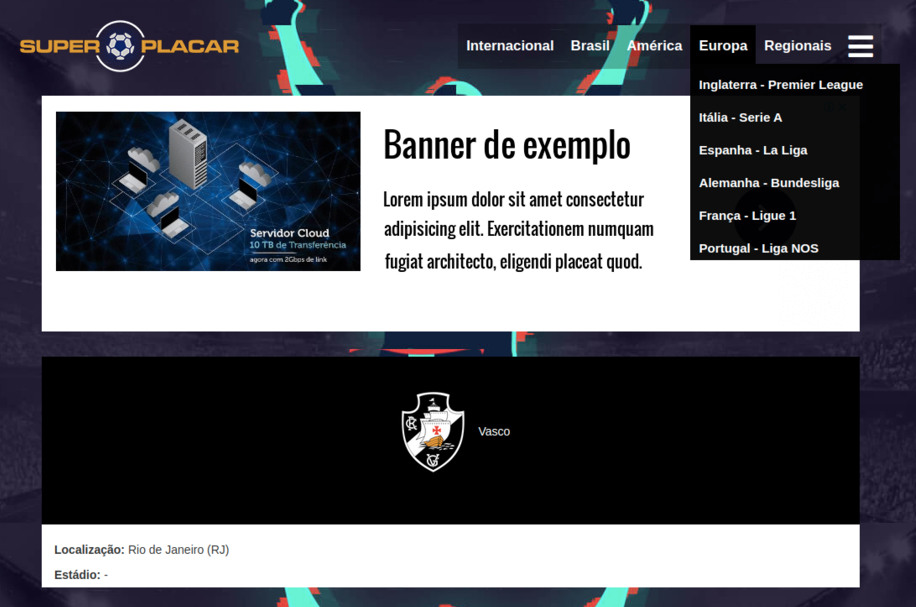 SUPER PLACAR
Internacional Brasil América Europa Regionais
Inglaterra - Premier League
Itália - Serie A
Espanha - La Liga
Alemanha - Bundesliga
França - Ligue 1
Portugal - Liga NOS
Servidor Cloud
10 TB de Transferência
agora com 2Gbps de link
Banner de exemplo
Lorem ipsum dolor sit amet consectetur
adipisicing elit. Exercitationem numquam
fugiat architecto, eligendi placeat quod.
Vasco
Localização: Rio de Janeiro (RJ)
Estádio: -